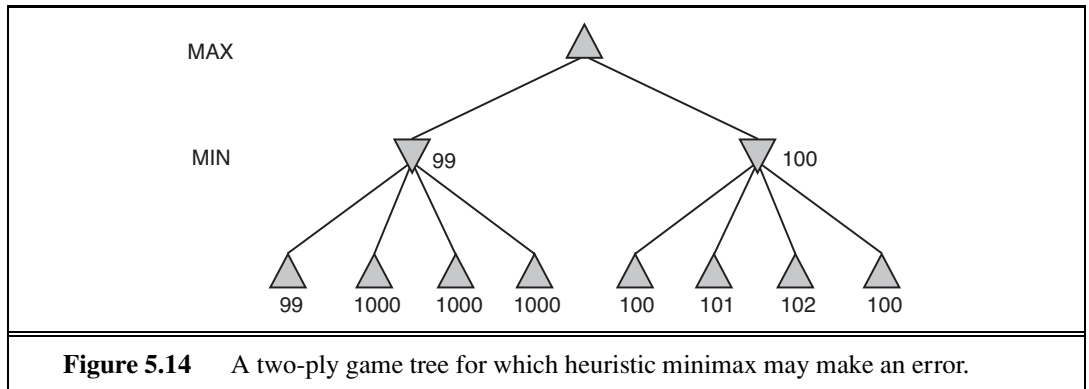 MAX
MIN
99 100
99 1000 1000 1000 100 101 102 100
Figure 5.14 A two-ply game tree for which heuristic minimax may make an error.